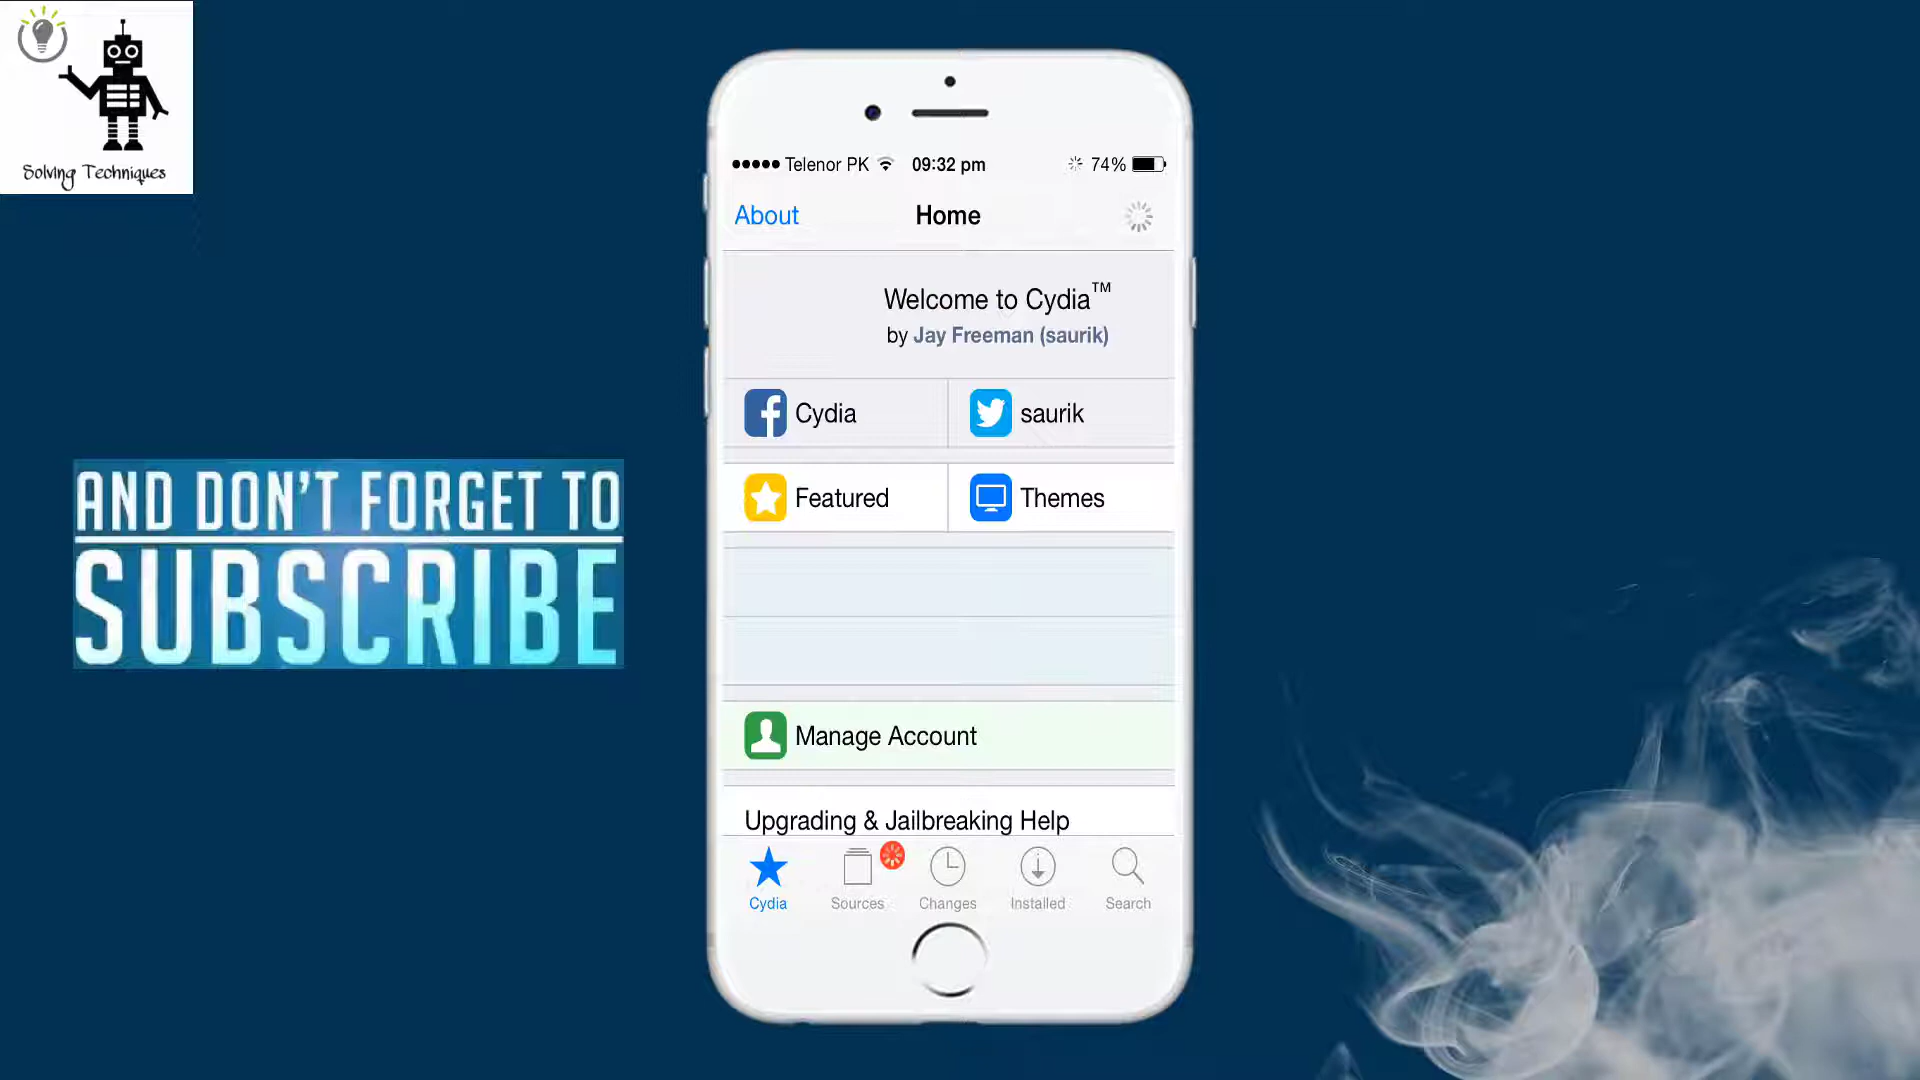 Solving Techniques
●●●●● Telenor PK 09:32 pm 74%
About Home
Welcome to Cydia™
by Jay Freeman (saurik)
Cydia saurik
Featured Themes
Manage Account
Upgrading & Jailbreaking Help
Cydia Sources Changes Installed Search
AND DON'T FORGET TO
SUBSCRIBE